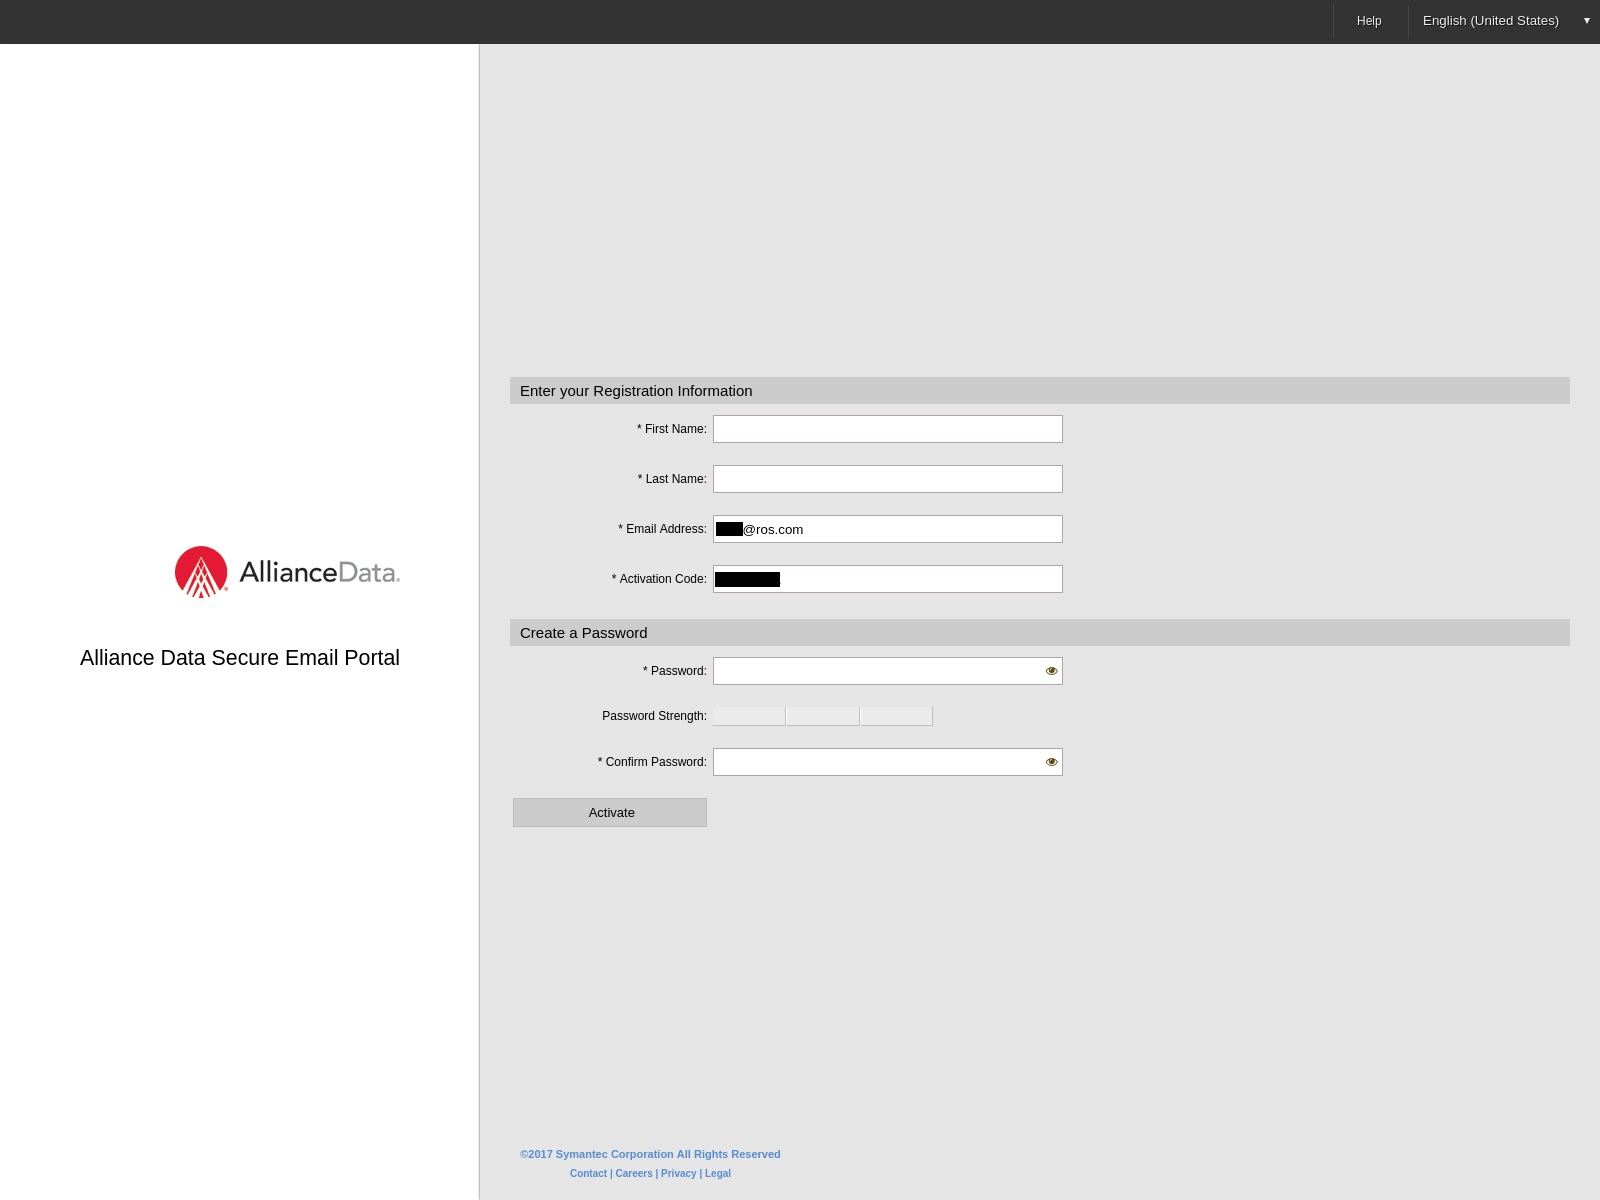 Help
English (United States)
AllianceData
Alliance Data Secure Email Portal
Enter your Registration Information
* First Name:
* Last Name:
* Email Address: @ros.com
* Activation Code:
Create a Password
* Password:
Password Strength:
* Confirm Password:
Activate
©2017 Symantec Corporation All Rights Reserved
Contact | Careers | Privacy | Legal